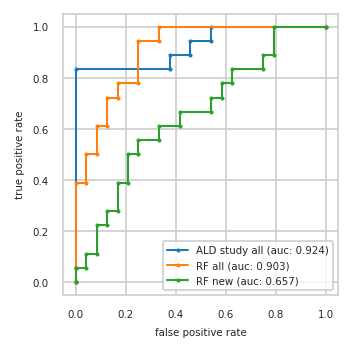 1.0
0.8
0.6
0.4
0.2
0.0
true positive rate
ALD study all (auc: 0.924)
RF all (auc: 0.903)
RF new (auc: 0.657)
0.0 0.2 0.4 0.6 0.8 1.0
false positive rate